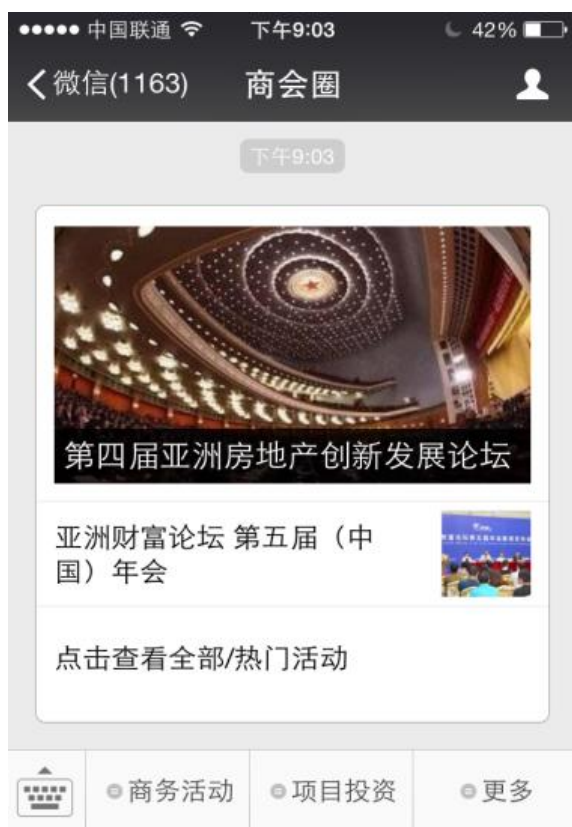 中国联通 下午9:03 42%
微信(1163) 商会圈
下午9:03
第四届亚洲房地产创新发展论坛
亚洲财富论坛 第五届（中
国）年会
点击查看全部/热门活动
商务活动 项目投资 更多